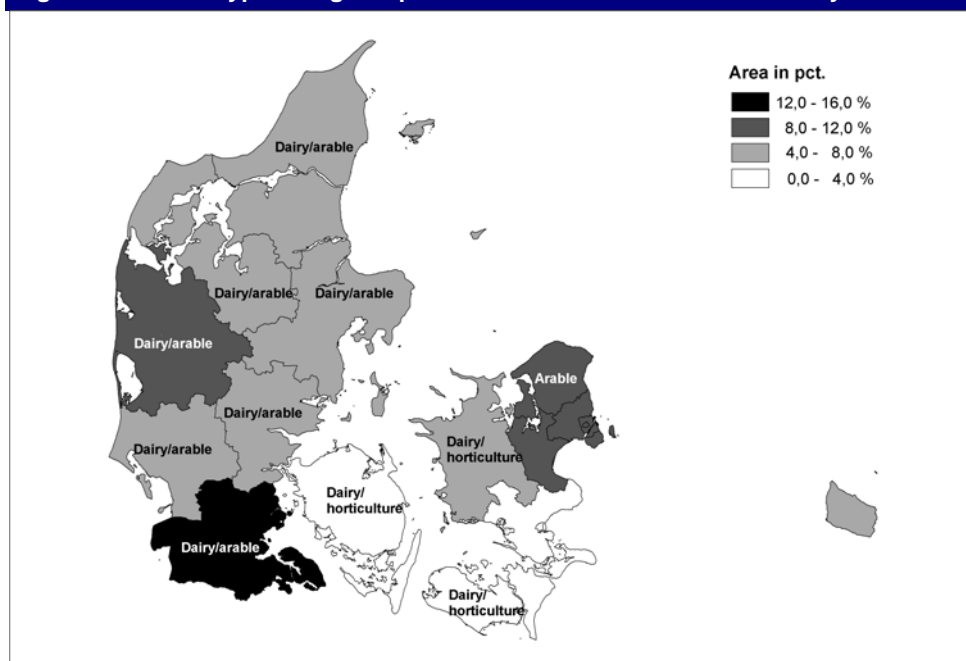 Area in pct.
12,0 - 16,0 %
8,0 - 12,0 %
4,0 - 8,0 %
0,0 - 4,0 %
Dairy/arable
Dairy/arable
Dairy/arable
Dairy/arable
Arable
Dairy/arable
Dairy/arable
Dairy/
horticulture
Dairy/
horticulture
Dairy/arable
Dairy/
horticulture